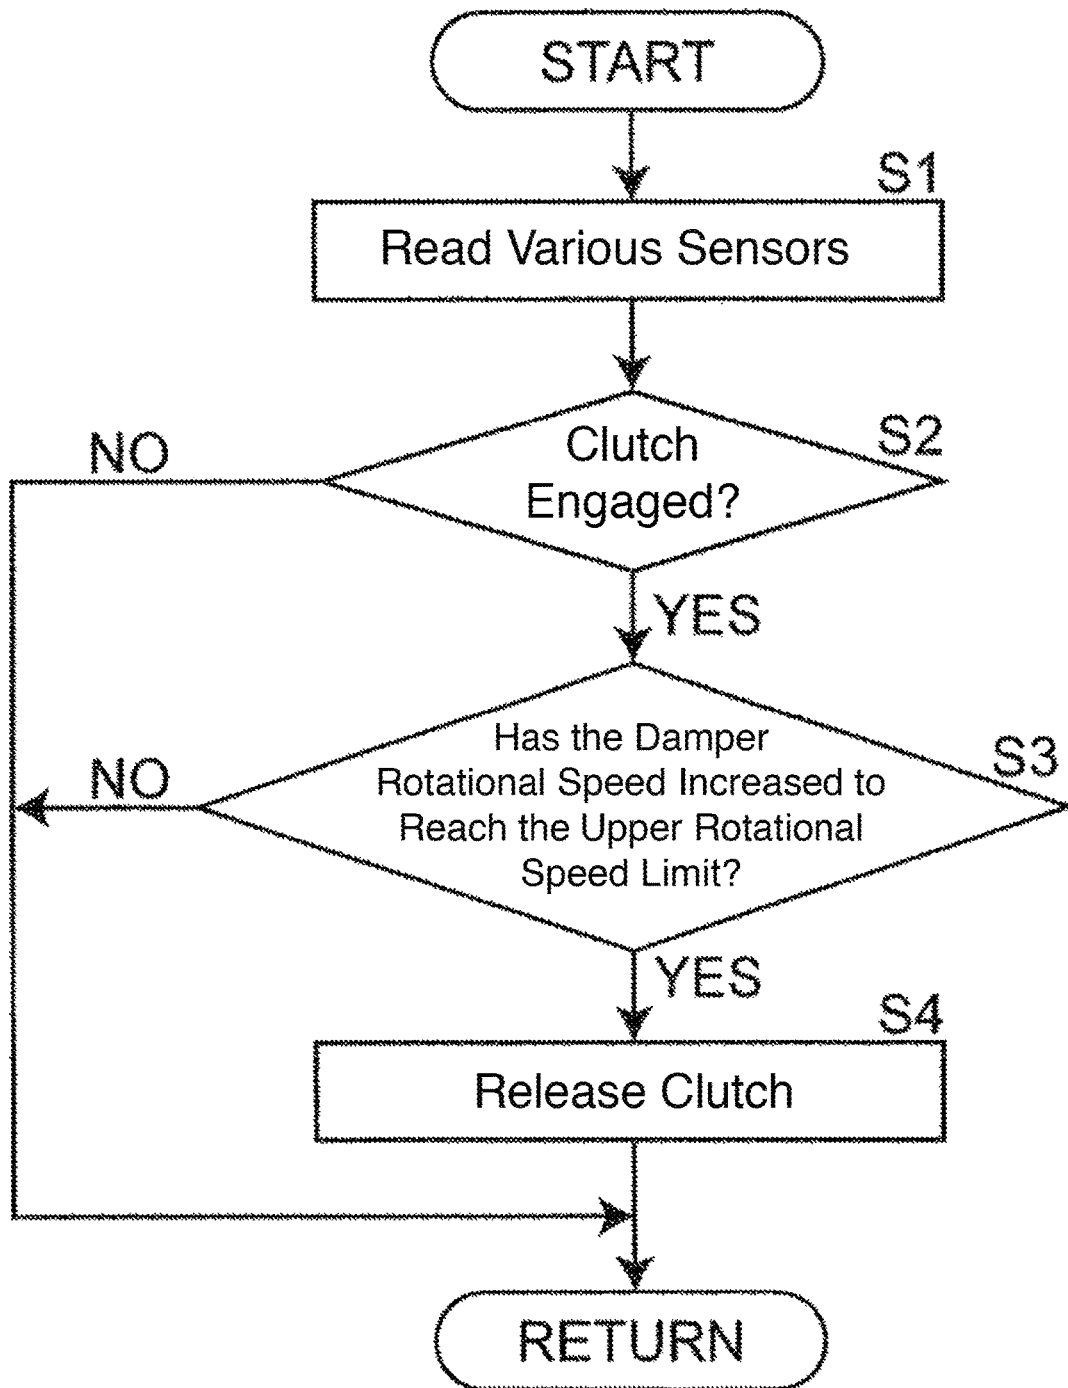 START
S1
Read Various Sensors
NO
Clutch
Engaged?
S2
YES
NO
Has the Damper
Rotational Speed Increased to
Reach the Upper Rotational
Speed Limit?
S3
YES
S4
Release Clutch
RETURN